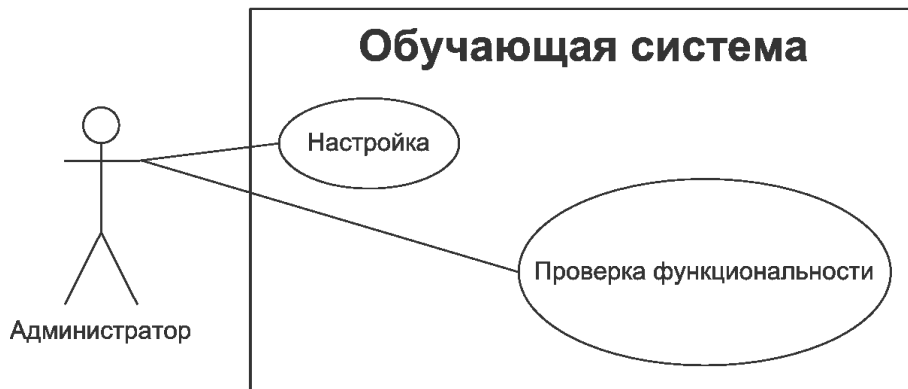 Обучающая система
Настройка
Проверка функциональности
Администратор